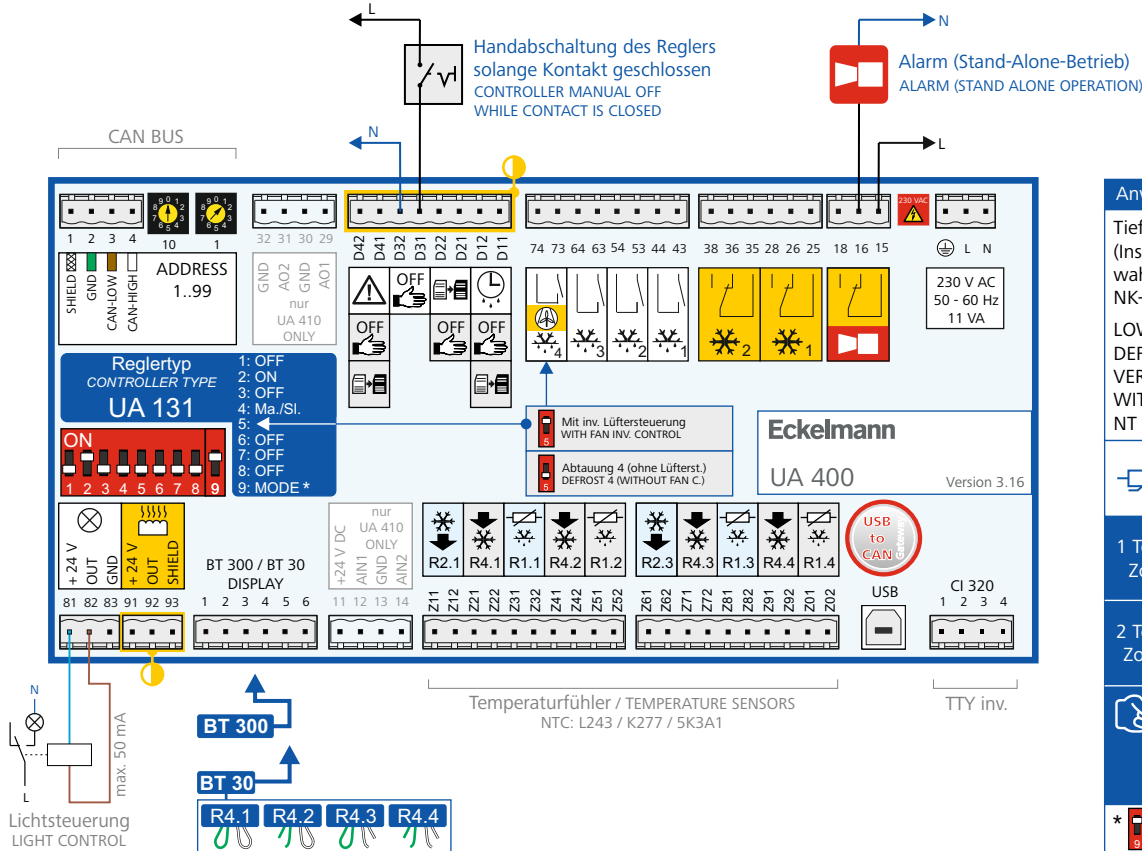 L
N
Handabschaltung des Reglers
solange Kontakt geschlossen
CONTROLLER MANUAL OFF
WHILE CONTACT IS CLOSED
Alarm (Stand-Alone-Betrieb)
ALARM (STAND ALONE OPERATION)
CAN BUS
N
L
1 2 3 4
10
1
32 31 30 29
D42 D41 D32 D31 D22 D21 D12 D11
74 73 64 63 54 53 44 43
38 36 35 28 26 25
18 16 15
230 VAC
L N
SHIELD
GND
CAN-LOW
CAN-HIGH
ADDRESS
1..99
GND
AO2
GND
AO1
nur
UA 410
ONLY
OFF
OFF
OFF
OFF
4 3 2 1
2 1
230 V AC
50 - 60 Hz
11 VA
Reglertyp
CONTROLLER TYPE
UA 131
1: OFF
2: ON
3: OFF
4: Ma./Sl.
5:
6: OFF
7: OFF
8: OFF
9: MODE *
ON
1 2 3 4 5 6 7 8 9
5
Mit inv. Lüftersteuerung
WITH FAN INV. CONTROL
5
Abtauung 4 (ohne Lüfterst.)
DEFROST 4 (WITHOUT FAN C.)
Eckelmann
UA 400
Version 3.16
+ 24 V
OUT
GND
+ 24 V
OUT
SHIELD
BT 300 / BT 30
DISPLAY
nur
UA 410
ONLY
+24 V DC
AIN1
GND
AIN2
R2.1 R4.1 R1.1 R4.2 R1.2
R2.3 R4.3 R1.3 R4.4 R1.4
USB
to
CAN
Gateway
USB
CI 320
81 82 83 91 92 93
1 2 3 4 5 6
11 12 13 14
Z11 Z12 Z21 Z22 Z31 Z32 Z41 Z42 Z51 Z52
Z61 Z62 Z71 Z72 Z81 Z82 Z91 Z92 Z01 Z02
1 2 3 4
Temperaturfühler / TEMPERATURE SENSORS
NTC: L243 / K277 / 5K3A1
TTY inv.
N
L
max. 50 mA
Lichtsteuerung
LIGHT CONTROL
BT 300
BT 30
R4.1 R4.2 R4.3 R4.4
Tief
(Ins
NK-
DEF
VER
WIT
NT
*
9